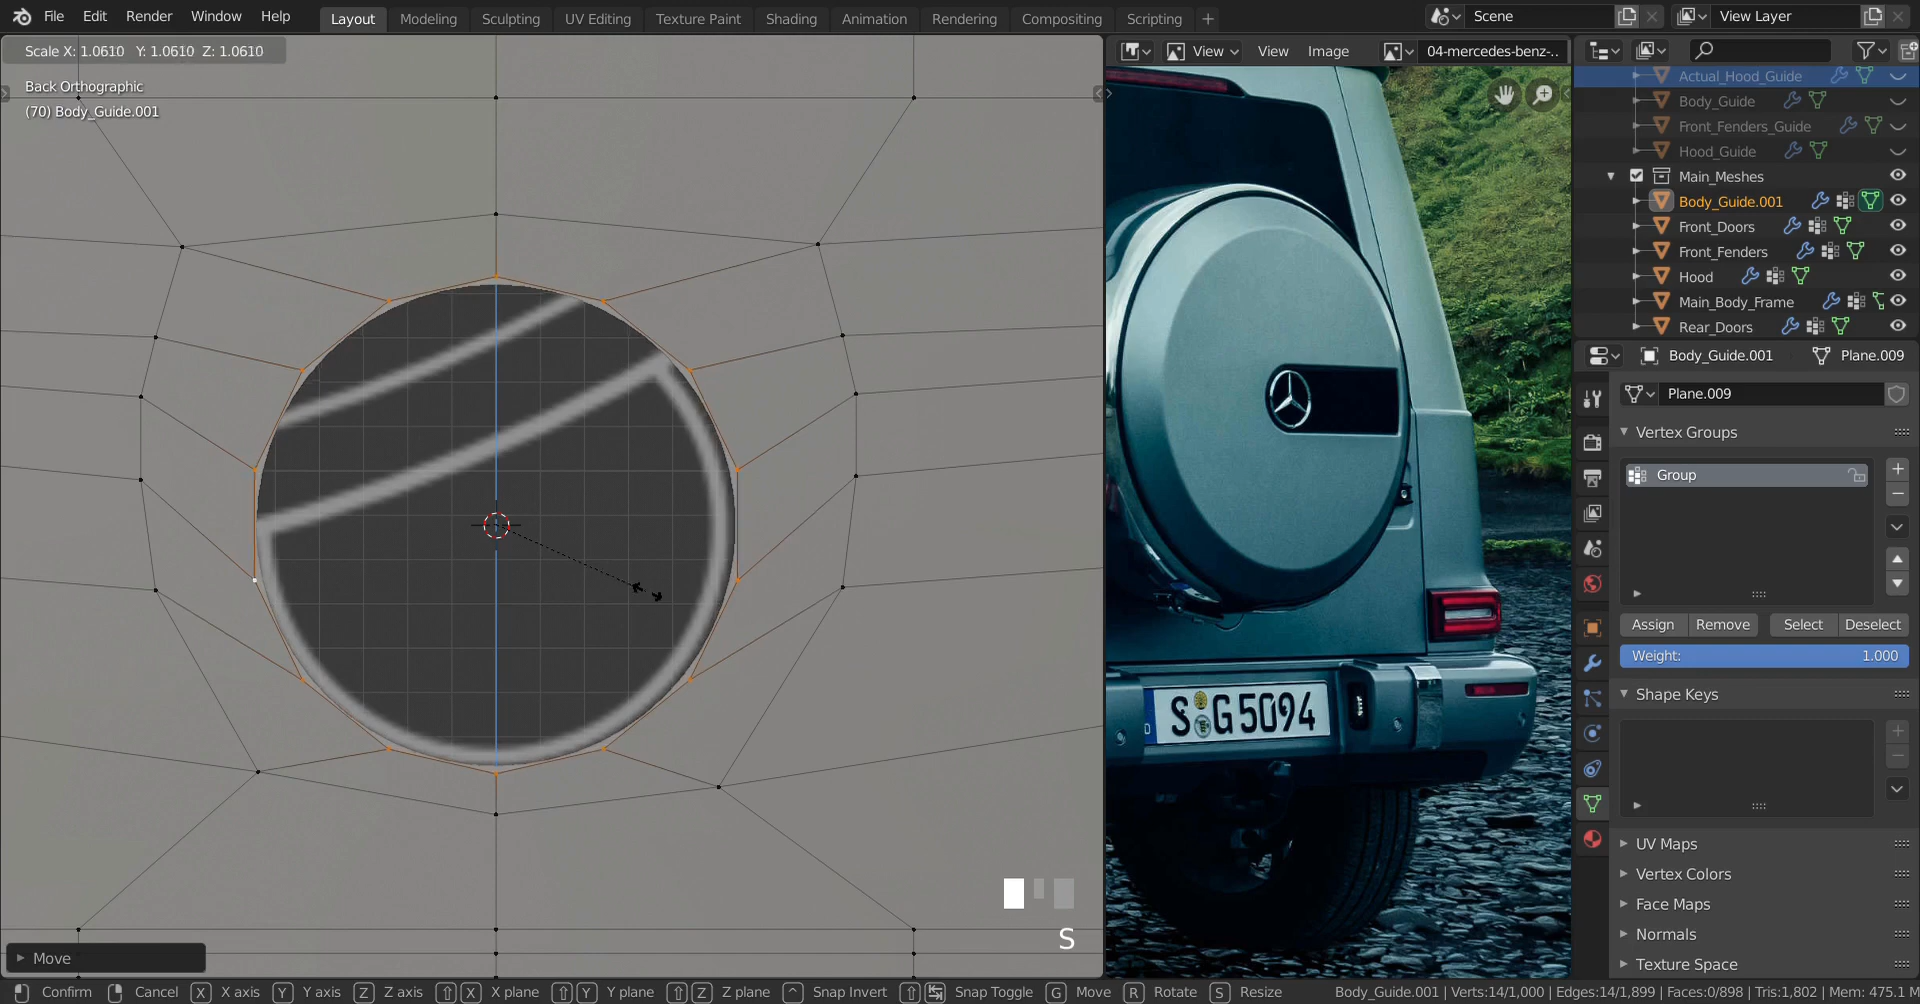 File Edit Render Window Help Layout Modeling Sculpting UV Editing Texture Paint Shading Animation Rendering Compositing Scripting Scene View Layer
Scale X: 1.0610 Y: 1.0610 Z: 1.0610
View View Image 04-mercedes-benz-..
Back Orthographic
(70) Body_Guide.001
Actual_Hood_Guide
Body_Guide
Front_Fenders_Guide
Hood_Guide
Main_Meshes
Body_Guide.001
Front_Doors
Front_Fenders
Hood
Main_Body_Frame
Rear_Doors
Body_Guide.001 Plane.009
Plane.009
Vertex Groups
Group
Assign Remove Select Deselect
Weight: 1.000
Shape Keys
UV Maps
Vertex Colors
Face Maps
Normals
Texture Space
S G 5094
S
Move
Confirm Cancel X X axis Y Y axis Z Z axis X X plane Y Y plane Z Z plane ^ Snap Invert Snap Toggle G Move R Rotate S Resize Body_Guide.001 | Verts:14/1,000 | Edges:14/1,899 | Faces:0/898 | Tris:1,802 | Mem: 475.1 M